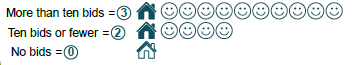 More than ten bids =3
Ten bids or fewer =2
No bids =0